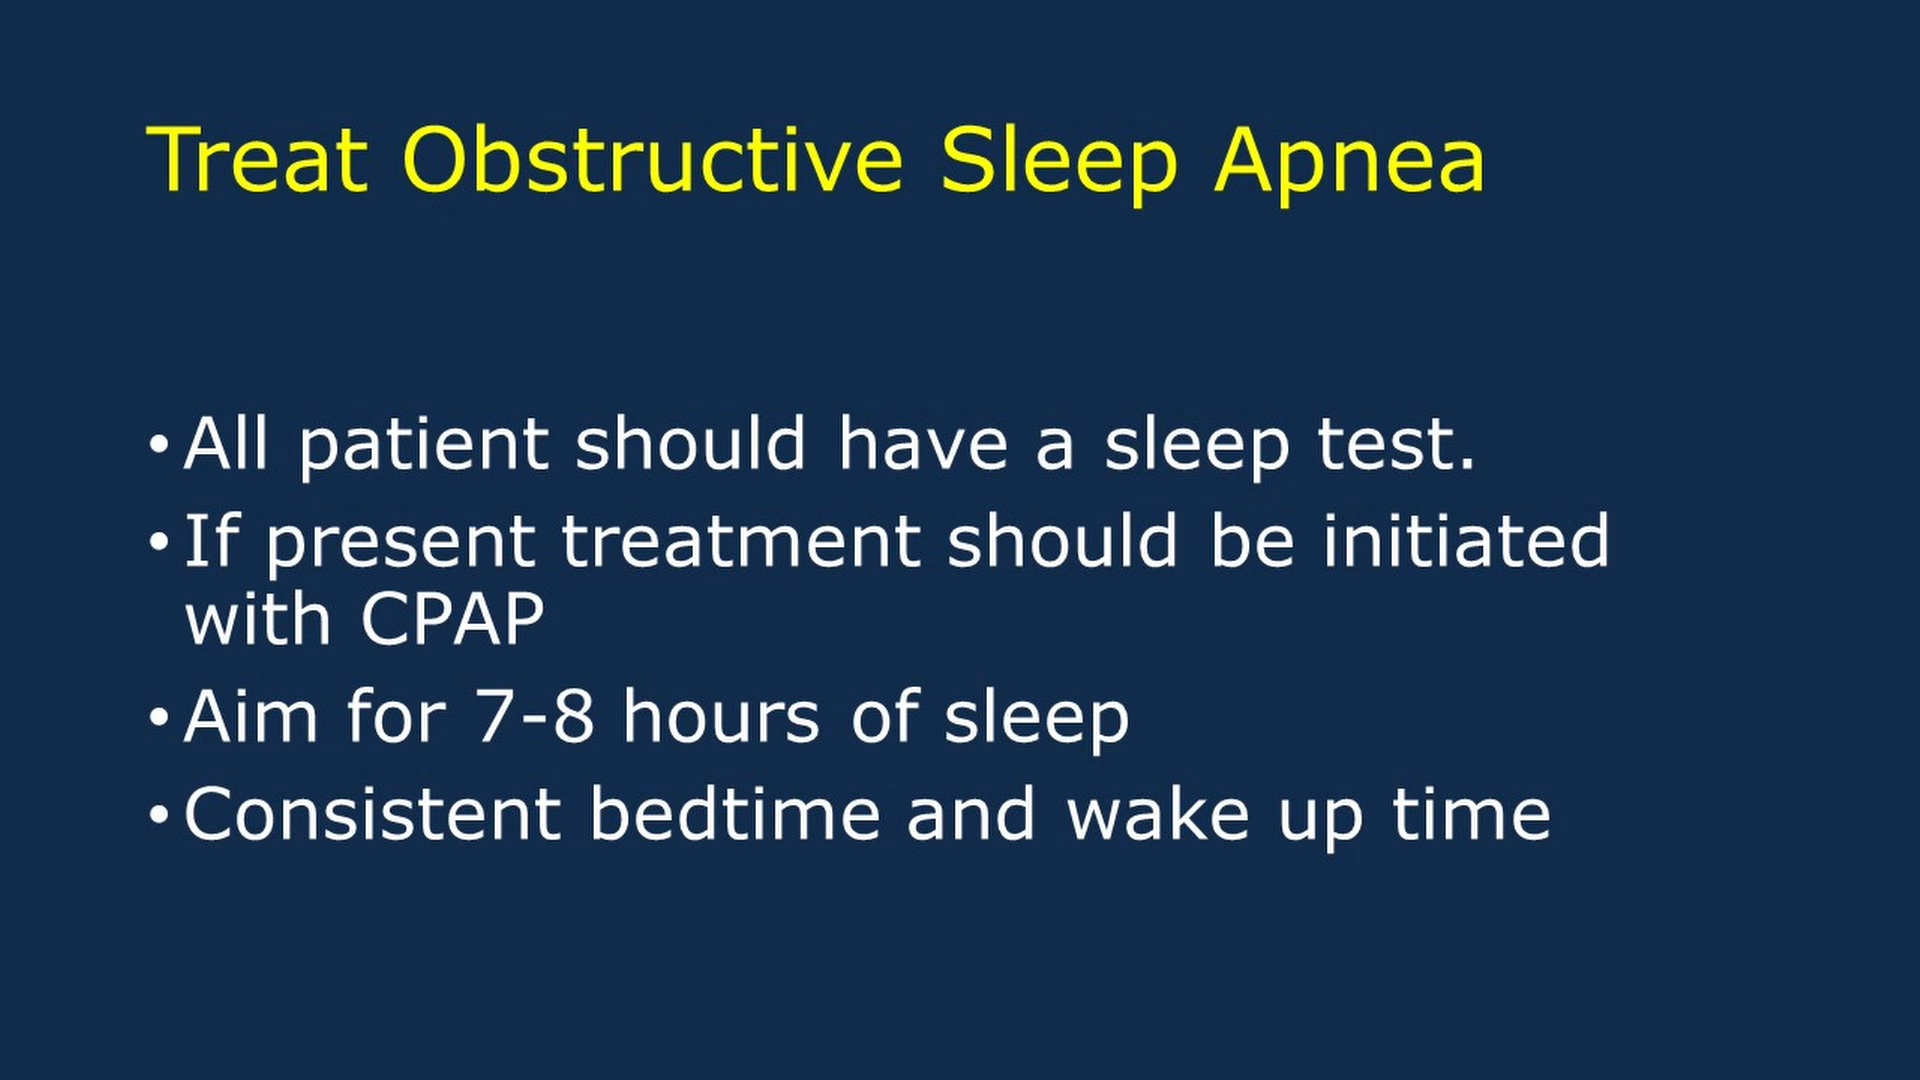 Treat Obstructive Sleep Apnea
• All patient should have a sleep test.
• If present treatment should be initiated
with CPAP
• Aim for 7-8 hours of sleep
• Consistent bedtime and wake up time